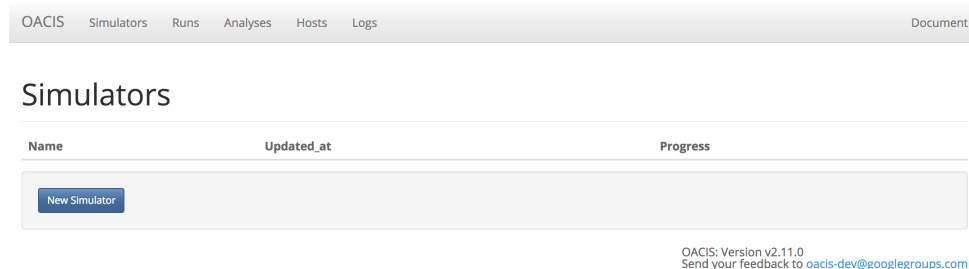 OACIS Simulators Runs Analyses Hosts Logs Document
Simulators
Name Updated_at Progress
New Simulator
OACIS: Version v2.11.0
Send your feedback to oacis-dev@googlegroups.com